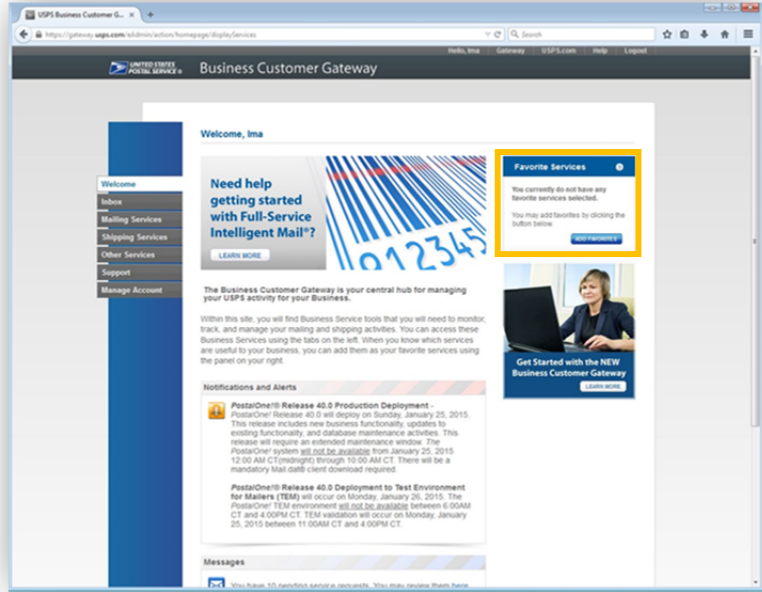 USPS Business Customer G...
https://gateway.usps.com/eAdmin/action/homepage/displayServices
Search
Hello, Ima
Gateway
USPS.com
Help
Logout
UNITED STATES
POSTAL SERVICE ®
Business Customer Gateway
Welcome, Ima
Welcome
Inbox
Mailing Services
Shipping Services
Other Services
Support
Manage Account
Need help
getting started
with Full-Service
Intelligent Mail®?
LEARN MORE
012345
Favorite Services
You currently do not have any
favorite services selected.
You may add favorites by clicking the
button below.
ADD FAVORITES
Get Started with the NEW
Business Customer Gateway
LEARN MORE
The Business Customer Gateway is your central hub for managing
your USPS activity for your Business.
Within this site, you will find Business Service tools that you will need to monitor,
track, and manage your mailing and shipping activities. You can access these
Business Services using the tabs on the left. When you know which services
are useful to your business, you can add them as your favorite services using
the panel on your right.
Notifications and Alerts
PostalOne!® Release 40.0 Production Deployment -
PostalOne! Release 40.0 will deploy on Sunday, January 25, 2015.
This release includes new business functionality, updates to
existing functionality, and database maintenance activities. This
release will require an extended maintenance window. The
PostalOne! system will not be available from January 25, 2015
12:00 AM CT(midnight) through 10:00 AM CT. There will be a
mandatory Mail.dat® client download required.
PostalOne!® Release 40.0 Deployment to Test Environment
for Mailers (TEM) will occur on Monday, January 26, 2015. The
PostalOne! TEM environment will not be available between 6:00AM
CT and 4:00PM CT. TEM validation will occur on Monday, January
25, 2015 between 11:00AM CT and 4:00PM CT.
Messages
You have 10 pending service requests. You may review them here.